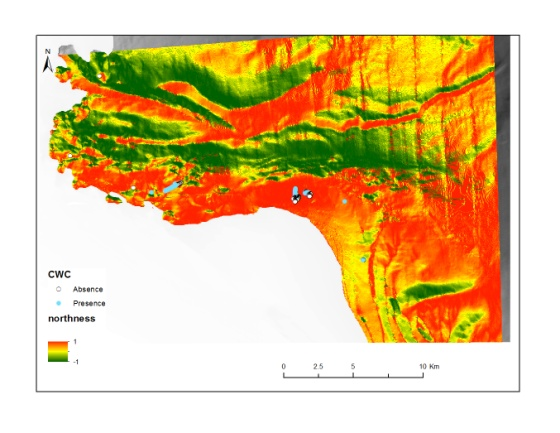 N
CWC
Absence
Presence
northness
1
-1
0 2.5 5 10 Km